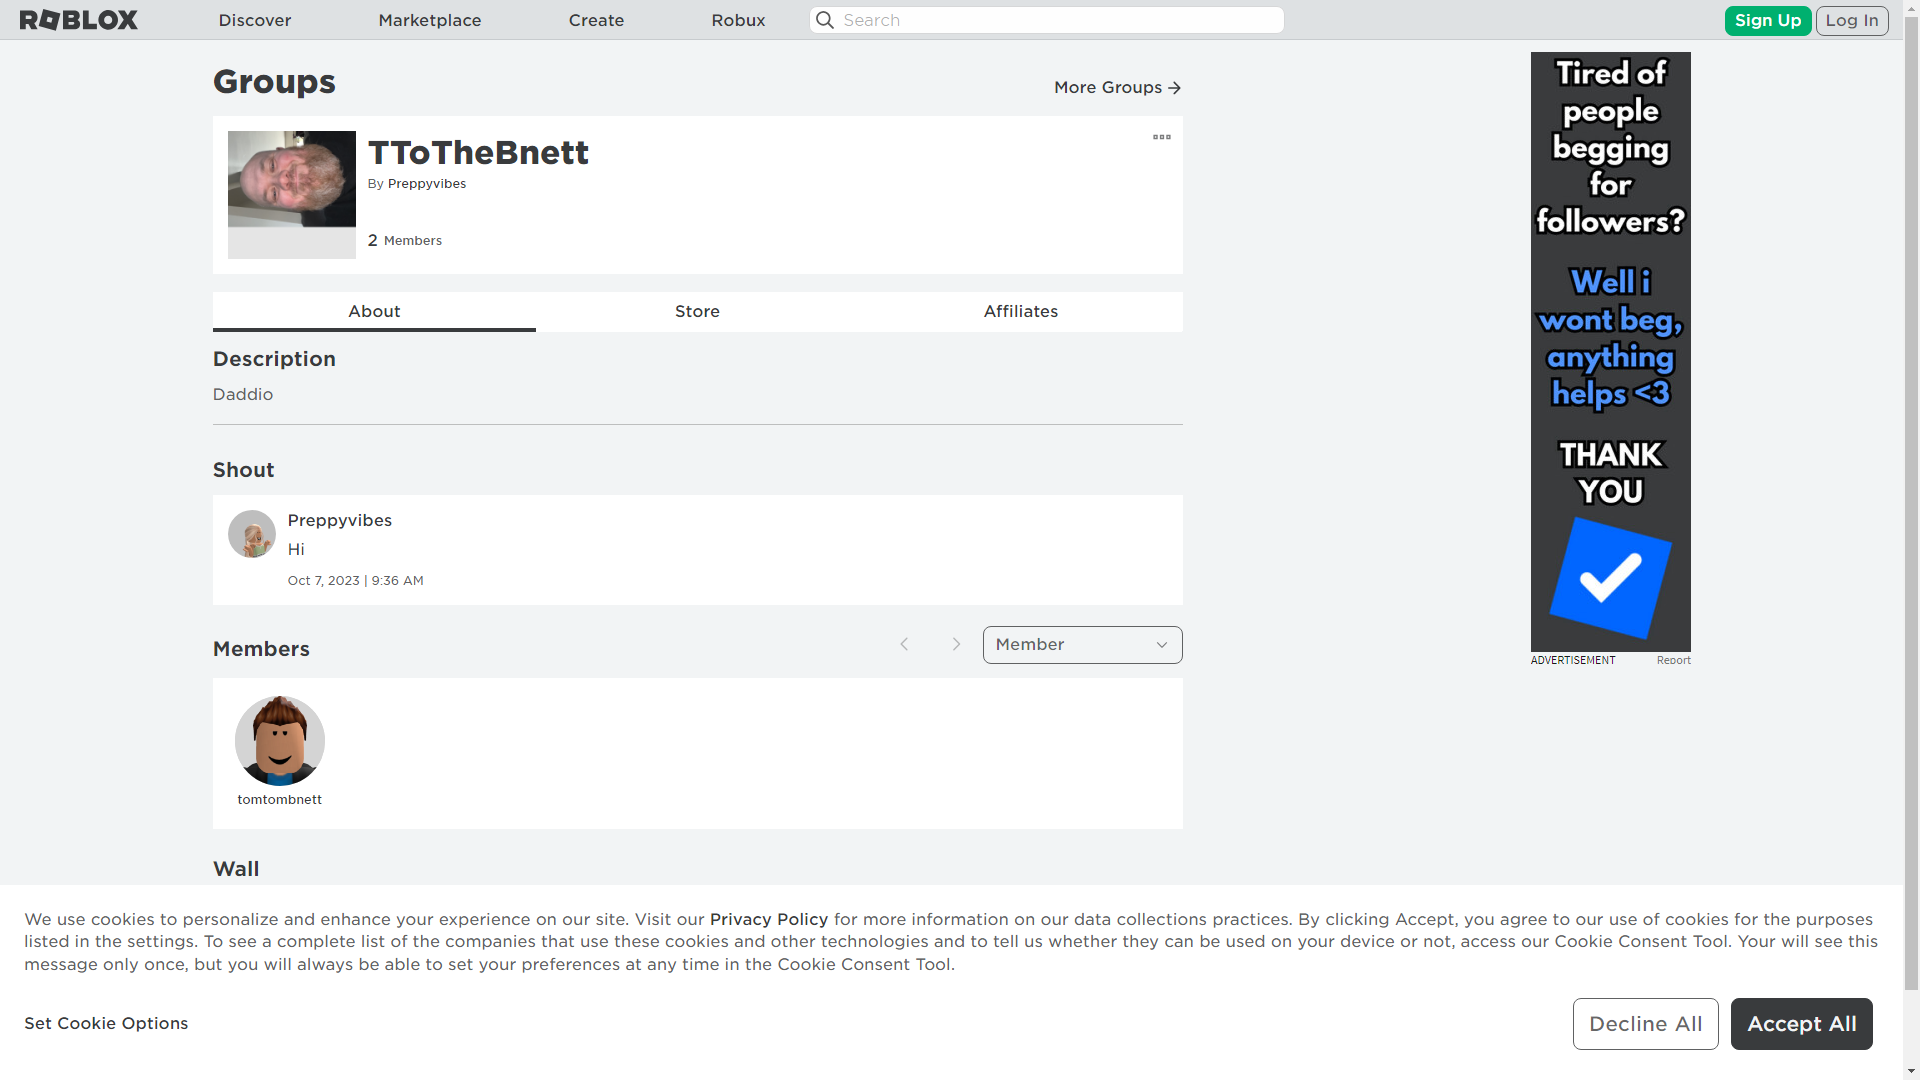 ROBLOX Discover Marketplace Create Robux Search Sign Up Log In
Groups
More Groups
TToTheBnett
By Preppyvibes
2 Members
About Store Affiliates
Description
Daddio
Shout
Preppyvibes
Hi
Oct 7, 2023 | 9:36 AM
Members
Member
tomtombnett
Wall
Tired of
people
begging
for
followers?
Well i
wont beg,
anything
helps <3
THANK
YOU
ADVERTISEMENT Report
We use cookies to personalize and enhance your experience on our site. Visit our Privacy Policy for more information on our data collections practices. By clicking Accept, you agree to our use of cookies for the purposes
listed in the settings. To see a complete list of the companies that use these cookies and other technologies and to tell us whether they can be used on your device or not, access our Cookie Consent Tool. Your will see this
message only once, but you will always be able to set your preferences at any time in the Cookie Consent Tool.
Set Cookie Options
Decline All
Accept All